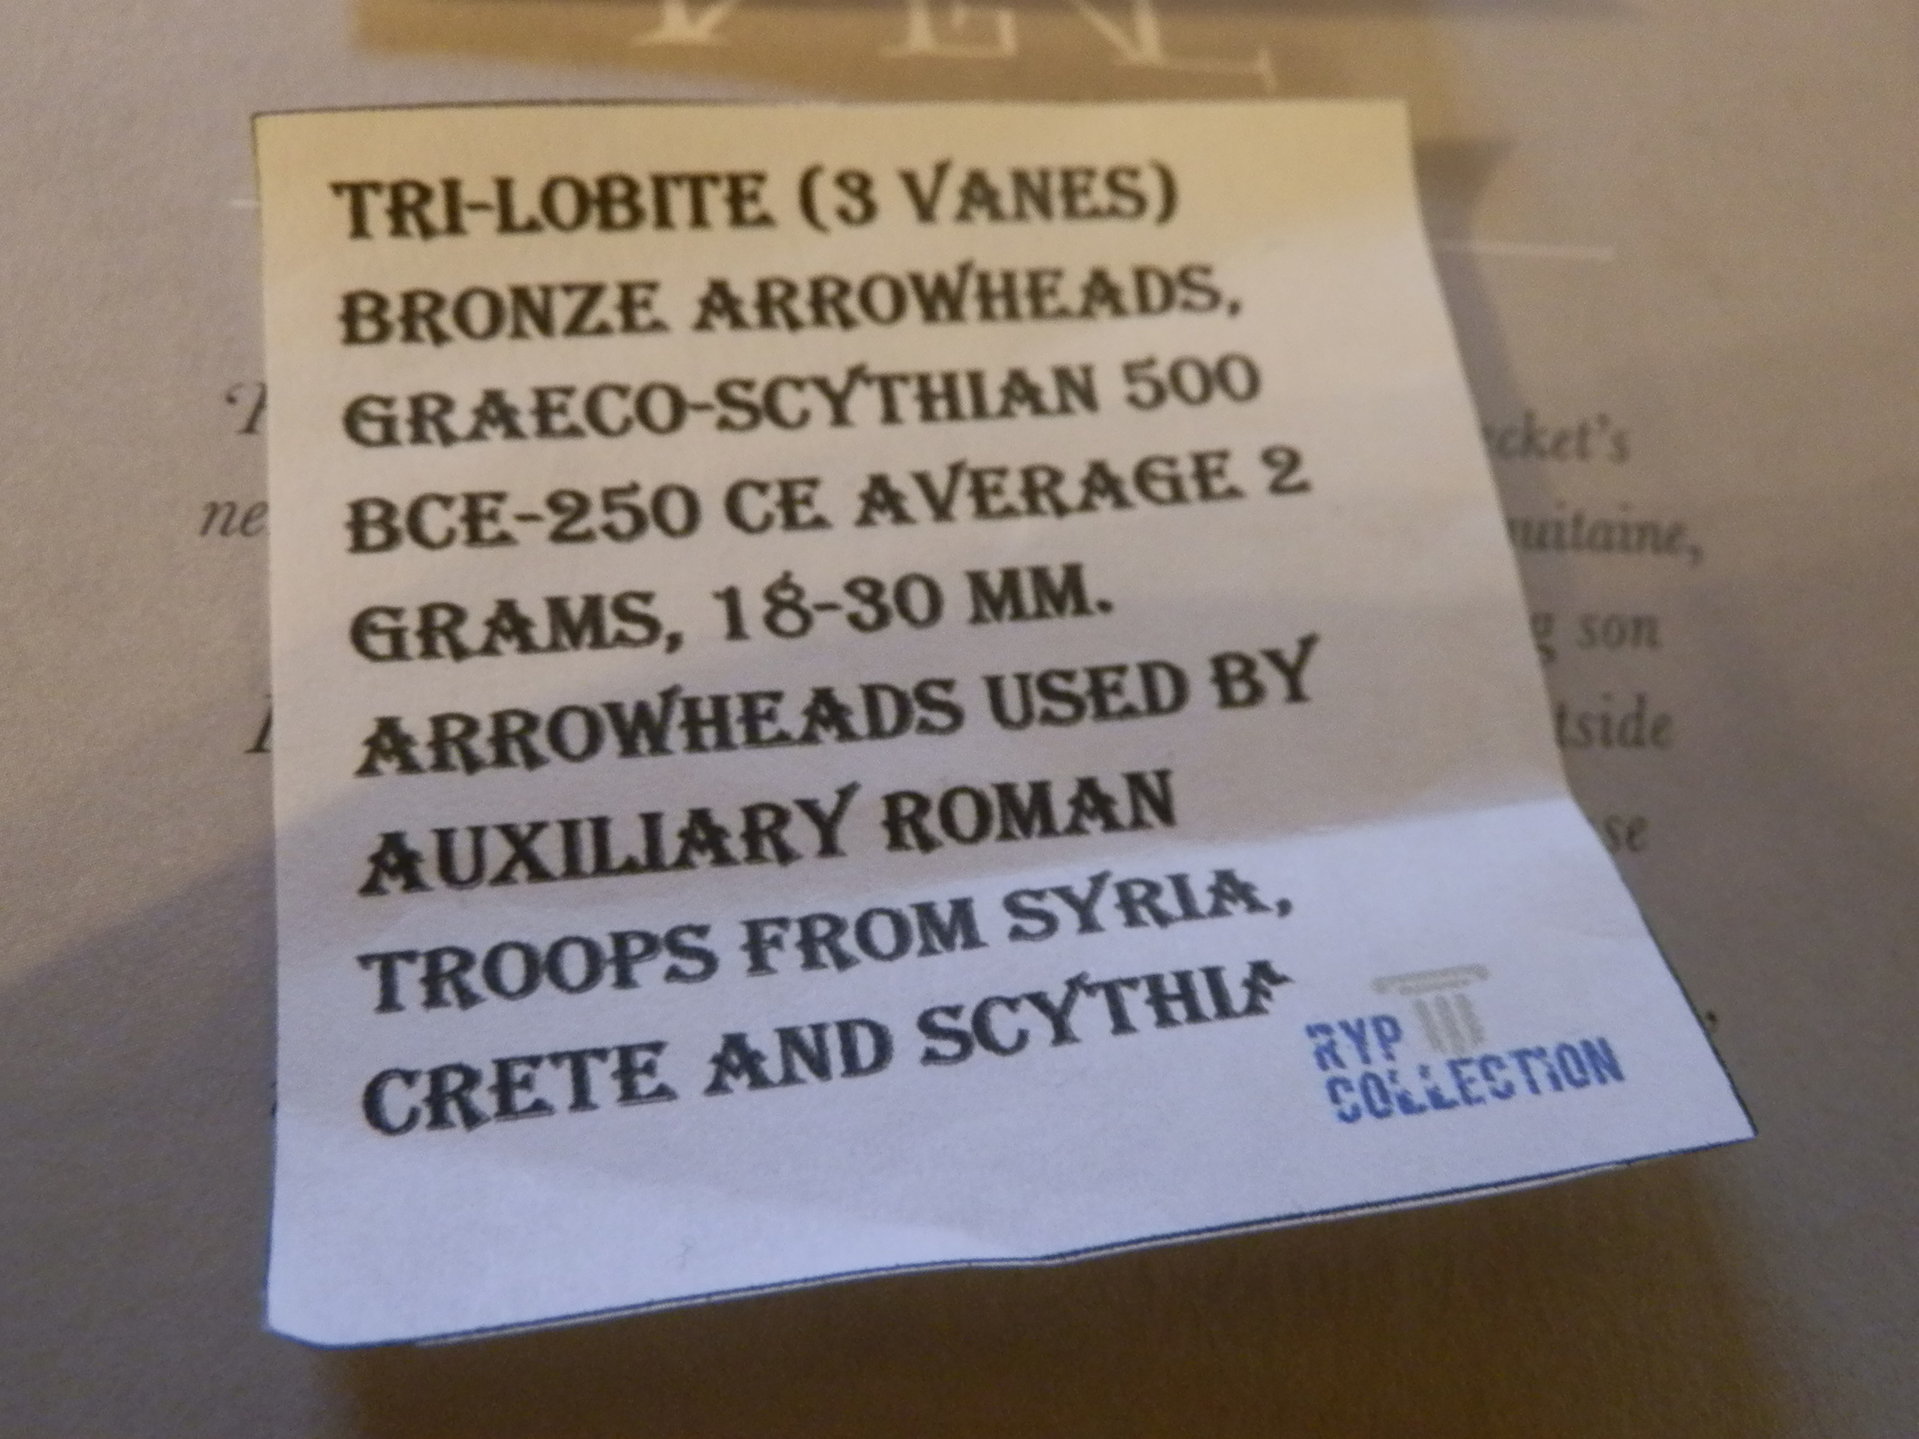 TRI-LOBITE (3 VANES)
BRONZE ARROWHEADS,
GRAECO-SCYTHIAN 500
BCE-250 CE AVERAGE 2
GRAMS, 18-30 MM.
ARROWHEADS USED BY
AUXILIARY ROMAN
TROOPS FROM SYRIA,
CRETE AND SCYTHIA
RYP
COLLECTION
son